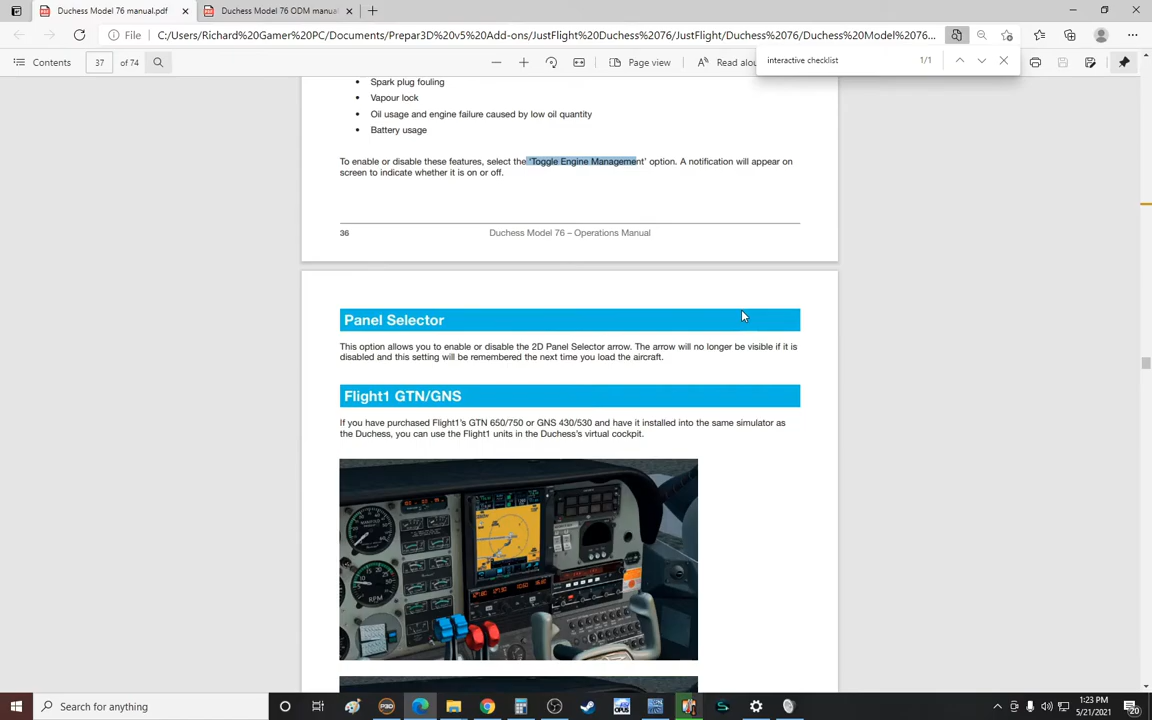 Duchess Model 76 manual.pdf
Duchess Model 76 ODM manual
File
C:/Users/Richard%20Gamer%20PC/Documents/Prepar3D%20v5%20Add-ons/JustFlight%20Duchess%2076/JustFlight/Duchess%2076/Duchess%20Model%2076...
interactive checklist 1/1
Contents 37 of 74 Page view Read alou
Spark plug fouling
Vapour lock
Oil usage and engine failure caused by low oil quantity
Battery usage
To enable or disable these features, select the 'Toggle Engine Management' option. A notification will appear on
screen to indicate whether it is on or off.
36 Duchess Model 76 – Operations Manual
Panel Selector
This option allows you to enable or disable the 2D Panel Selector arrow. The arrow will no longer be visible if it is
disabled and this setting will be remembered the next time you load the aircraft.
Flight1 GTN/GNS
If you have purchased Flight1's GTN 650/750 or GNS 430/530 and have it installed into the same simulator as
the Duchess, you can use the Flight1 units in the Duchess's virtual cockpit.
MANIFOLD
RPM
Type here to search
P3D
OPUS
1:23 PM
5/21/2021
20